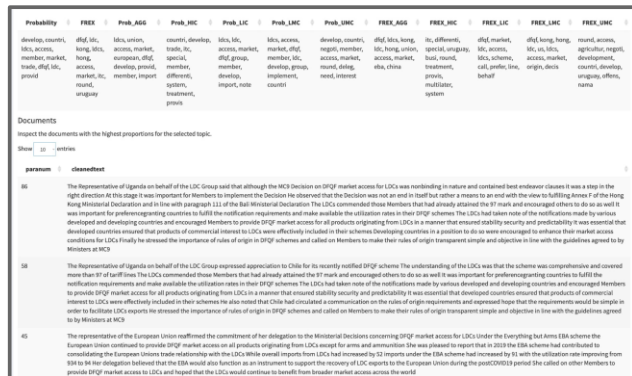 Probability FREX Prob_AGG Prob_HIC Prob_LIC Prob_LMC Prob_UMC FREX_AGG FREX_HIC FREX_LIC FREX_LMC FREX_UMC
develop, countri, dfqf, ldc, ldcs, union, countri, develop, ldcs, ldc, ldcs, access, develop, countri, dfqf, ldcs, kong, itc, differenti, dfqf, market, dfqf, kong, hong, round, access,
ldcs, access, kong, ldcs, access, market, trade, itc, access, market, market, dfqf, negoti, member, ldc, hong, union, special, uruguay, ldc, access, ldc, us, ldcs, agricultur, negoti,
member, market, hong, european, dfqf, special, dfqf, group, member, ldc, access, market, access, market, busi, round, ldcs, scheme, access, market, development,
trade, dfqf, ldc, access, develop, provid, member, member, develop, group, round, deleg, eba, china treatment, call, prefer, line, origin, decis countri, develop,
provid market, itc, member, import differenti, develop, implement, need, interest provis, behalf uruguay, offens,
round, system, import, note countri multilater, nama
uruguay treatment, system
provis
Documents
Inspect the documents with the highest proportions for the selected topic.
Show 10 entries
paranum cleanedtext
86 The Representative of Uganda on behalf of the LDC Group said that although the MC9 Decision on DFQF market access for LDCs was nonbinding in nature and contained best endeavor clauses it was a step in the
right direction At this stage it was important for Members to implement the Decision He observed that the Decision was not an end in itself but rather a means to an end with the view to fulfilling Annex F of the Hong
Kong Ministerial Declaration and in line with paragraph 111 of the Bali Ministerial Declaration The LDCs commended those Members that had already attained the 97 mark and encouraged others to do so as well It
was important for preferencegranting countries to fulfill the notification requirements and make available the utilization rates in their DFQF schemes The LDCs had taken note of the notifications made by various
developed and developing countries and encouraged Members to provide DFQF market access for all products originating from LDCs in a manner that ensured stability security and predictability It was essential that
developed countries ensured that products of commercial interest to LDCs were effectively included in their schemes Developing countries in a position to do so were encouraged to enhance their market access
conditions for LDCs Finally he stressed the importance of rules of origin in DFQF schemes and called on Members to make their rules of origin transparent simple and objective in line with the guidelines agreed to by
Ministers at MC9
58 The Representative of Uganda on behalf of the LDC Group expressed appreciation to Chile for its recently notified DFQF scheme The understanding of the LDCs was that the scheme was comprehensive and covered
more than 97 of tariff lines The LDCs commended those Members that had already attained the 97 mark and encouraged others to do so as well It was important for preferencegranting countries to fulfill the
notification requirements and make available the utilization rates in their DFQF schemes The LDCs had taken note of the notifications made by various developed and developing countries and encouraged Members
to provide DFQF market access for all products originating from LDCs in a manner that ensured stability security and predictability It was essential that developed countries ensured that products of commercial
interest to LDCs were effectively included in their schemes He also noted that Chile had circulated a communication on the rules of origin requirements and expressed hope that the requirements would be simple in
order to facilitate LDCs exports He stressed the importance of rules of origin in DFQF schemes and called on Members to make their rules of origin transparent simple and objective in line with the guidelines agreed
to by Ministers at MC9
45 The representative of the European Union reaffirmed the commitment of her delegation to the Ministerial Decisions concerning DFQF market access for LDCs Under the Everything but Arms EBA scheme the
European Union continued to provide DFQF market access on all products originating from LDCs except for arms and ammunition She was pleased to report that in 2019 the EBA scheme had contributed to
consolidating the European Unions trade relationship with the LDCs While overall imports from LDCs had increased by 52 imports under the EBA scheme had increased by 91 with the utilization rate improving from
934 to 94 Her delegation believed that the EBA would also function as an instrument to support the recovery of LDC exports to the European Union during the postCOVID19 period She called on other Members to
provide DFQF market access to LDCs and hoped that the LDCs would continue to benefit from broader market access across the world